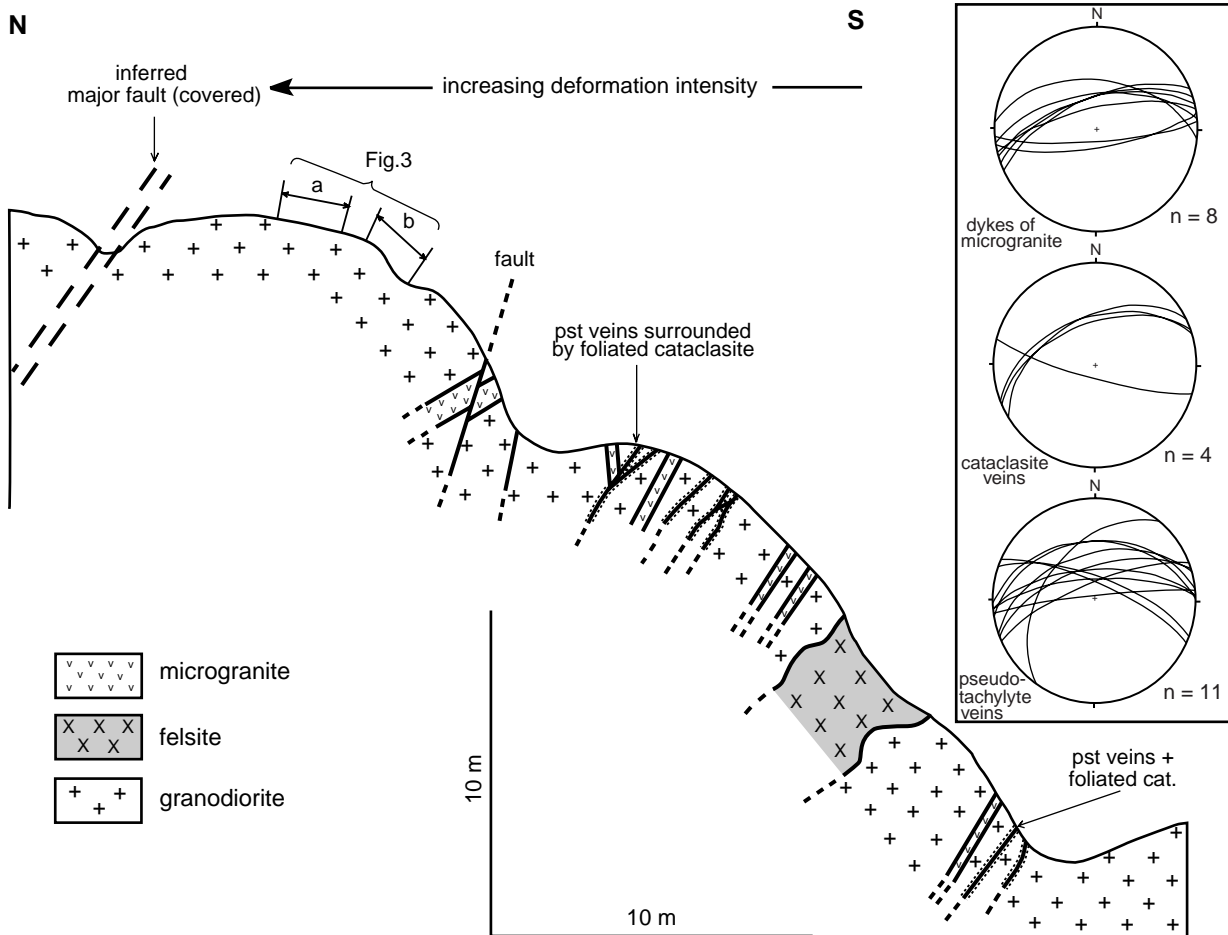 N
S
inferred
major fault (covered)
increasing deformation intensity
Fig.3
a
b
fault
pst veins surrounded
by foliated cataclasite
microgranite
felsite
granodiorite
10 m
10 m
pst veins +
foliated cat.
N
dykes of
microgranite
n = 8
N
cataclasite
veins
n = 4
N
pseudo-
tachylyte
veins
n = 11